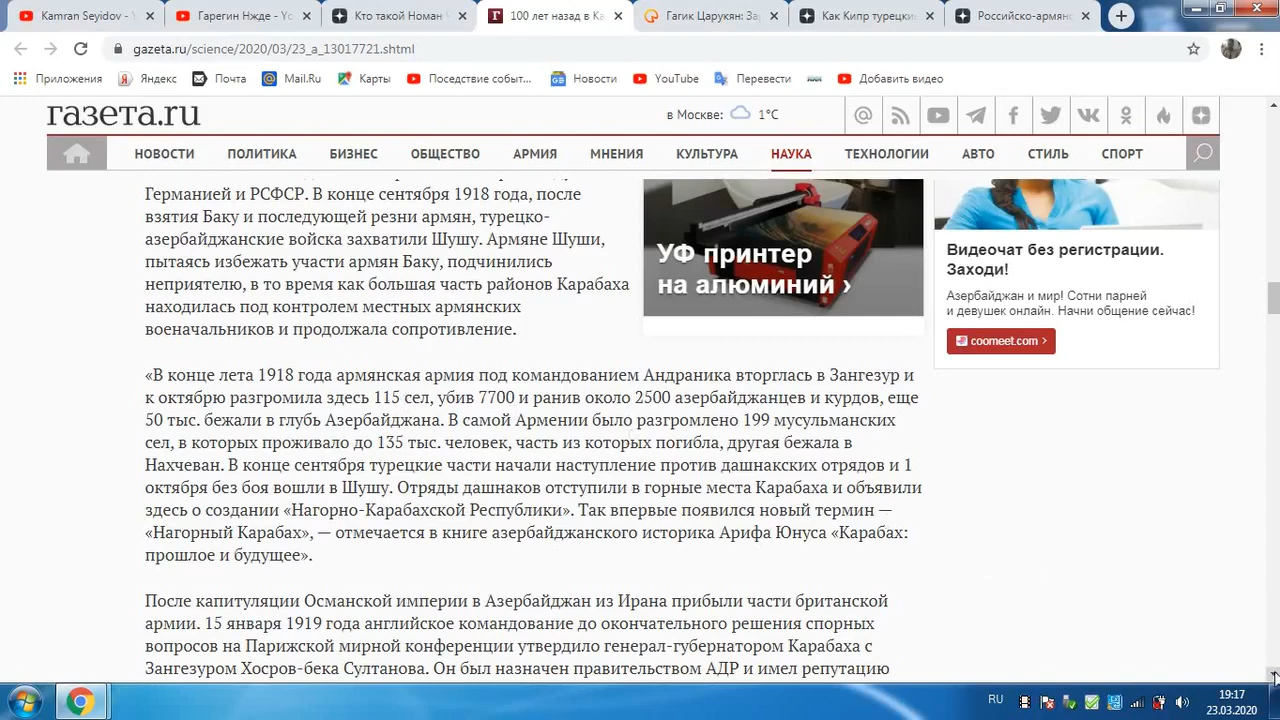 Kamran Seyidov - Y
Гарегин Нжде - Yo
Кто такой Номан Ч
100 лет назад в Ка
Гагик Царукян: За
Как Кипр турецки
Российско-армянс
gazeta.ru/science/2020/03/23_a_13017721.shtml
Приложения
Яндекс
Почта
Mail.Ru
Карты
Поседствие событ...
Новости
YouTube
Перевести
Добавить видео
газета.ru
в Москве: 1°C
НОВОСТИ ПОЛИТИКА БИЗНЕС ОБЩЕСТВО АРМИЯ МНЕНИЯ КУЛЬТУРА НАУКА ТЕХНОЛОГИИ АВТО СТИЛЬ СПОРТ
Германией и РСФСР. В конце сентября 1918 года, после
взятия Баку и последующей резни армян, турецко-
азербайджанские войска захватили Шушу. Армяне Шуши,
пытаясь избежать участи армян Баку, подчинились
неприятелю, в то время как большая часть районов Карабаха
находилась под контролем местных армянских
военачальников и продолжала сопротивление.
УФ принтер
на алюминий ›
Видеочат без регистрации.
Заходи!
Азербайджан и мир! Сотни парней
и девушек онлайн. Начни общение сейчас!
coomeet.com ›
«В конце лета 1918 года армянская армия под командованием Андраника вторглась в Зангезур и
к октябрю разгромила здесь 115 сел, убив 7700 и ранив около 2500 азербайджанцев и курдов, еще
50 тыс. бежали в глубь Азербайджана. В самой Армении было разгромлено 199 мусульманских
сел, в которых проживало до 135 тыс. человек, часть из которых погибла, другая бежала в
Нахчеван. В конце сентября турецкие части начали наступление против дашнакских отрядов и 1
октября без боя вошли в Шушу. Отряды дашнаков отступили в горные места Карабаха и объявили
здесь о создании «Нагорно-Карабахской Республики». Так впервые появился новый термин —
«Нагорный Карабах», — отмечается в книге азербайджанского историка Арифа Юнуса «Карабах:
прошлое и будущее».
После капитуляции Османской империи в Азербайджан из Ирана прибыли части британской
армии. 15 января 1919 года английское командование до окончательного решения спорных
вопросов на Парижской мирной конференции утвердило генерал-губернатором Карабаха с
Зангезуром Хосров-бека Султанова. Он был назначен правительством АДР и имел репутацию
RU
19:17
23.03.2020